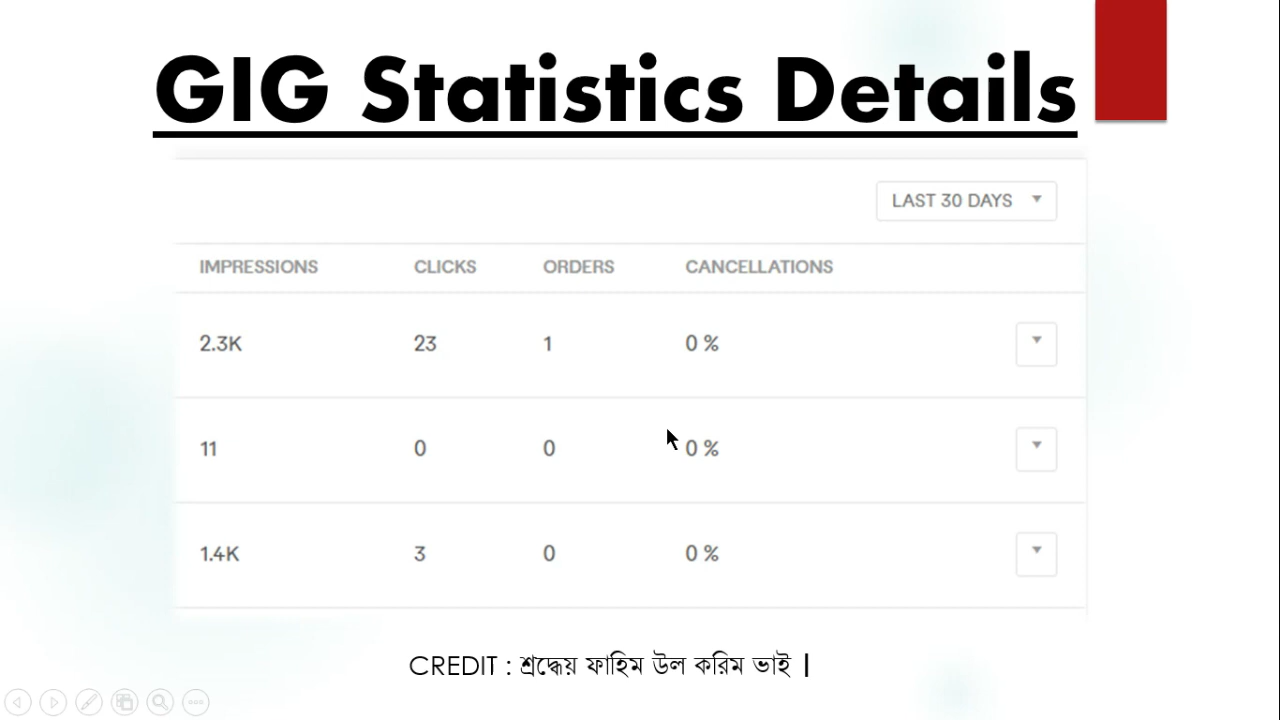 GIG Statistics Details
LAST 30 DAYS
IMPRESSIONS CLICKS ORDERS CANCELLATIONS
2.3K 23 1 0 %
11 0 0 0 %
1.4K 3 0 0 %
CREDIT : শ্রদ্ধেয় ফাহিম উল করিম ভাই |